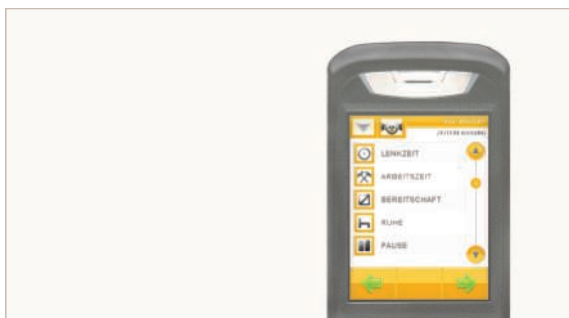 LENKZEIT
ARBEITSZEIT
BEREITSCHAFT
RUHE
PAUSE